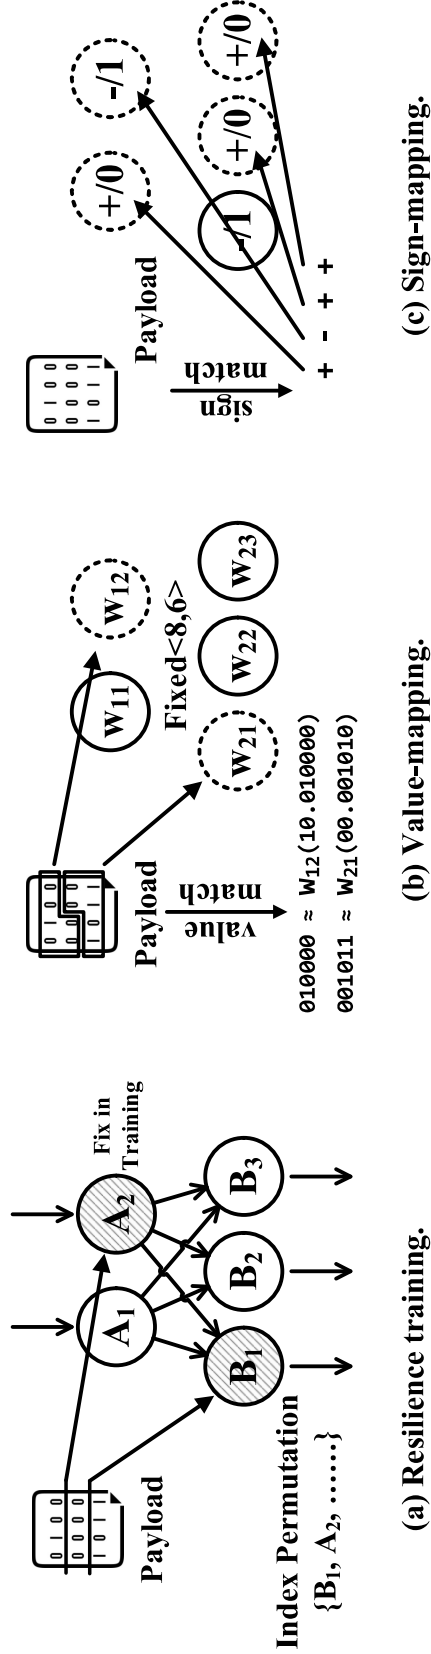 Payload
A₁
A₂
Fix in
Training
B₁
B₂
B₃
Index Permutation
{B₁, A₂, ......}
(a) Resilience training.
Payload
value
match
W₁₁
W₁₂
Fixed<8,6>
W₂₁
W₂₂
W₂₃
010000 ≈ W₁₂(10.010000)
001011 ≈ W₂₁(00.001010)
(b) Value-mapping.
Payload
sign
match
+/0
-/1
-/1
+/0
+/0
+ - + +
(c) Sign-mapping.